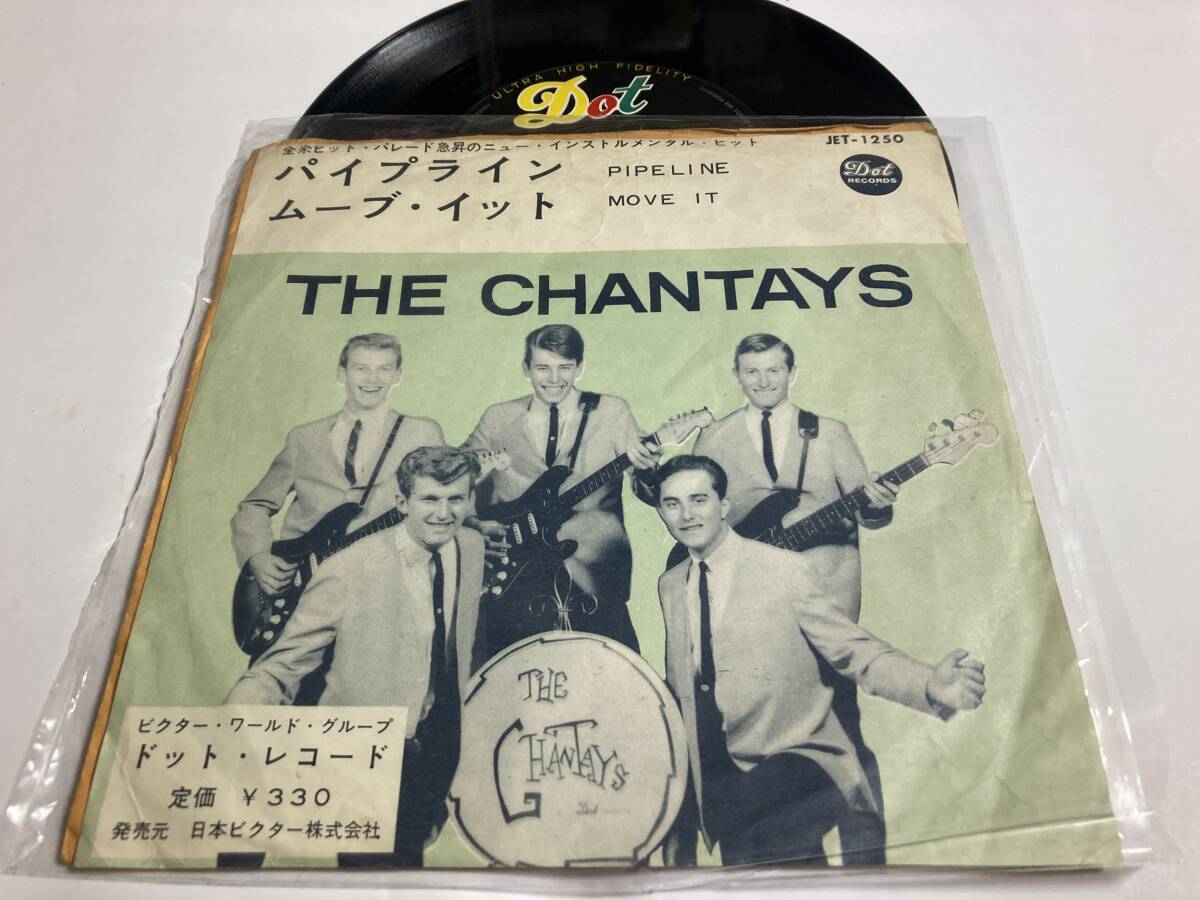 ULTRA HIGH FIDELITY
Dot
全米ヒット・パレード急昇のニュー・インストルメンタル・ヒット
JET-1250
パイプライン PIPELINE
ムーブ・イット MOVE IT
Dot
RECORDS
THE CHANTAYS
THE
CHANTAYS
Dot
ビクター・ワールド・グループ
ドット・レコード
定価 ¥330
発売元 日本ビクター株式会社